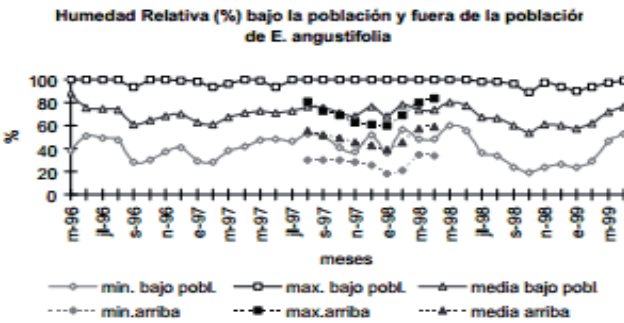 Humedad Relativa (%) bajo la población y fuera de la población
de E. angustifolia
100
80
60
40
20
0
%
m-96
jl-96
s-96
n-96
e-97
m-97
m-97
jl-97
s-97
n-97
e-98
m-98
m-98
jl-98
s-98
n-98
e-99
m-99
meses
min. bajo pobl. max. bajo pobl. media bajo pobl
min.arriba max.arriba media arriba